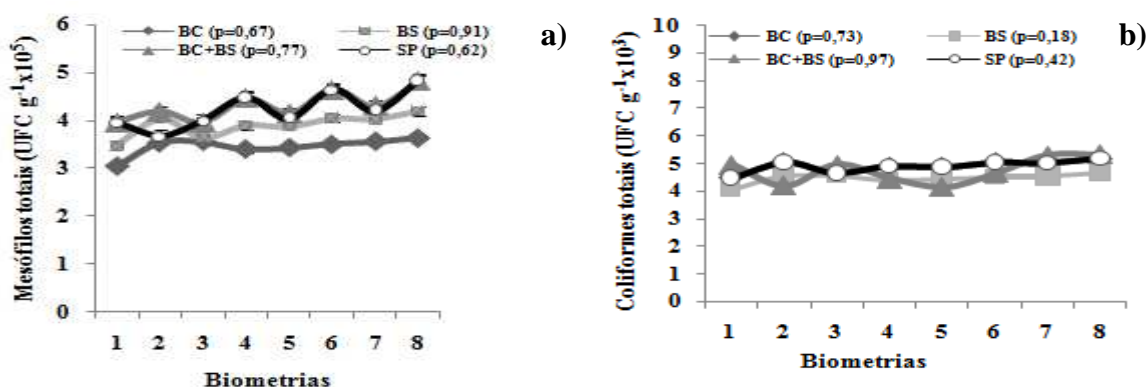 BC (p=0,67)
BS (p=0,91)
BC+BS (p=0,77)
SP (p=0,62)
a)
Mesófilos totais (UFC g⁻¹x10⁵)
6
5
4
3
2
1
0
1 2 3 4 5 6 7 8
Biometrias
BC (p=0,73)
BS (p=0,18)
BC+BS (p=0,97)
SP (p=0,42)
b)
Coliformes totais (UFC g⁻¹x10³)
10
9
8
7
6
5
4
3
2
1
0
1 2 3 4 5 6 7 8
Biometrias